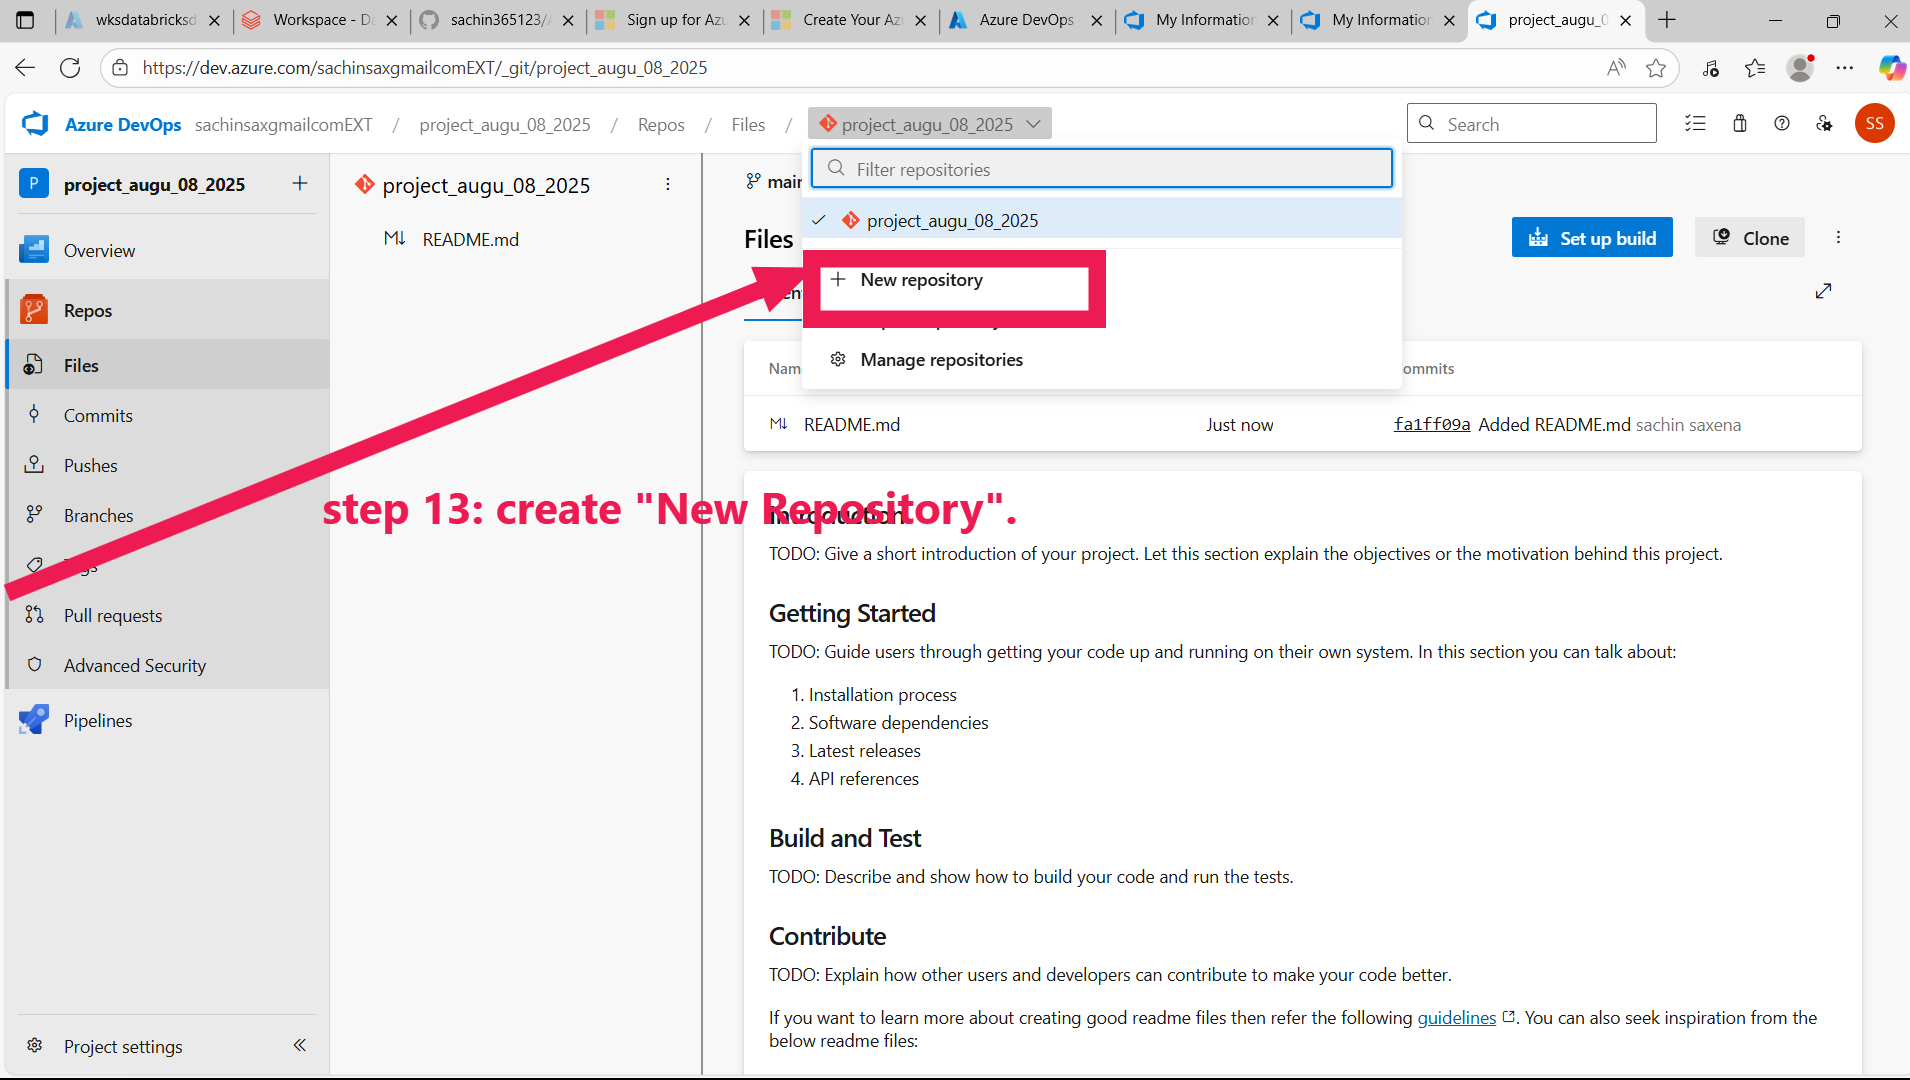 wksdatabricksd
Workspace - Da
sachin365123/A
Sign up for Azu
Create Your Azu
Azure DevOps
My Information
My Information
project_augu_0
https://dev.azure.com/sachinsaxgmailcomEXT/_git/project_augu_08_2025
Azure DevOps sachinsaxgmailcomEXT / project_augu_08_2025 / Repos / Files / project_augu_08_2025
Search
SS
P project_augu_08_2025
Overview
Repos
Files
Commits
Pushes
Branches
Tags
Pull requests
Advanced Security
Pipelines
Project settings
project_augu_08_2025
README.md
main
Filter repositories
project_augu_08_2025
New repository
Manage repositories
Files
Set up build
Clone
Nam
ommits
README.md Just now fa1ff09a Added README.md sachin saxena
step 13: create "New Repository".
Introduction
TODO: Give a short introduction of your project. Let this section explain the objectives or the motivation behind this project.
Getting Started
TODO: Guide users through getting your code up and running on their own system. In this section you can talk about:
1. Installation process
2. Software dependencies
3. Latest releases
4. API references
Build and Test
TODO: Describe and show how to build your code and run the tests.
Contribute
TODO: Explain how other users and developers can contribute to make your code better.
If you want to learn more about creating good readme files then refer the following guidelines. You can also seek inspiration from the
below readme files: